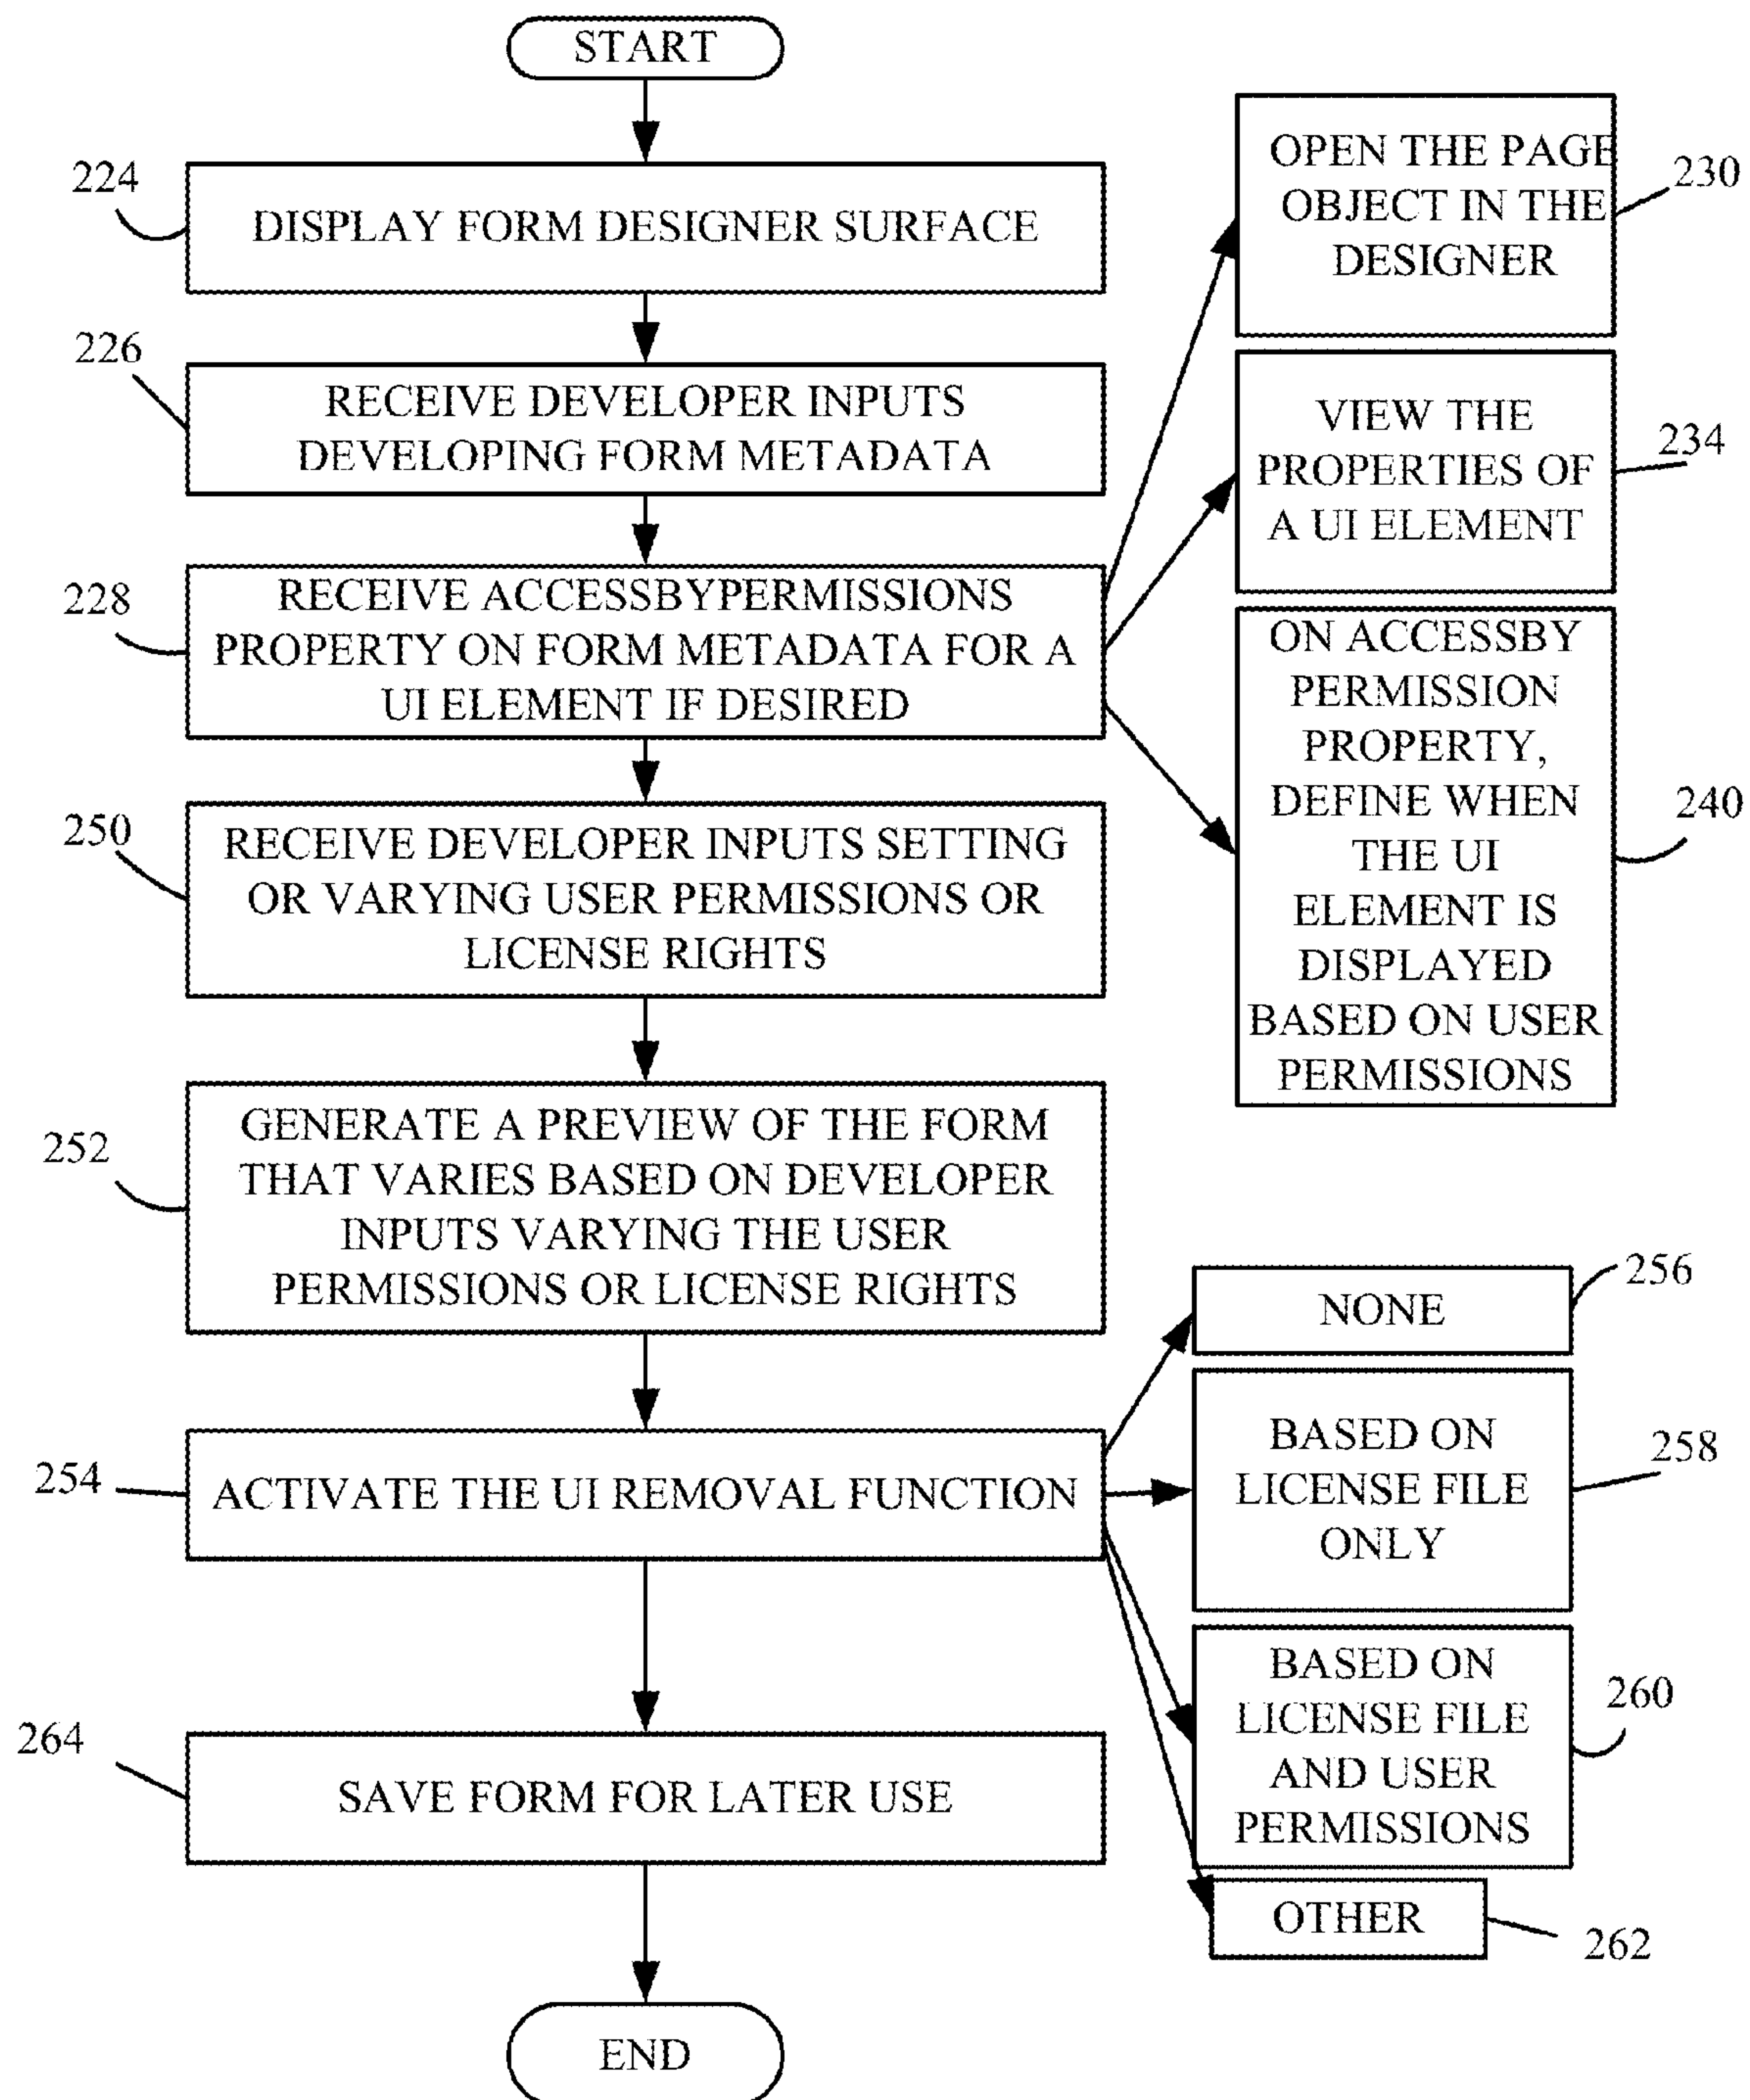 START
224
DISPLAY FORM DESIGNER SURFACE
226
RECEIVE DEVELOPER INPUTS
DEVELOPING FORM METADATA
228
RECEIVE ACCESSBYPERMISSIONS
PROPERTY ON FORM METADATA FOR A
UI ELEMENT IF DESIRED
OPEN THE PAGE
OBJECT IN THE
DESIGNER
230
VIEW THE
PROPERTIES OF
A UI ELEMENT
234
ON ACCESSBY
PERMISSION
PROPERTY,
DEFINE WHEN
THE UI
ELEMENT IS
DISPLAYED
BASED ON USER
PERMISSIONS
240
250
RECEIVE DEVELOPER INPUTS SETTING
OR VARYING USER PERMISSIONS OR
LICENSE RIGHTS
252
GENERATE A PREVIEW OF THE FORM
THAT VARIES BASED ON DEVELOPER
INPUTS VARYING THE USER
PERMISSIONS OR LICENSE RIGHTS
254
ACTIVATE THE UI REMOVAL FUNCTION
NONE
256
BASED ON
LICENSE FILE
ONLY
258
BASED ON
LICENSE FILE
AND USER
PERMISSIONS
260
OTHER
262
264
SAVE FORM FOR LATER USE
END